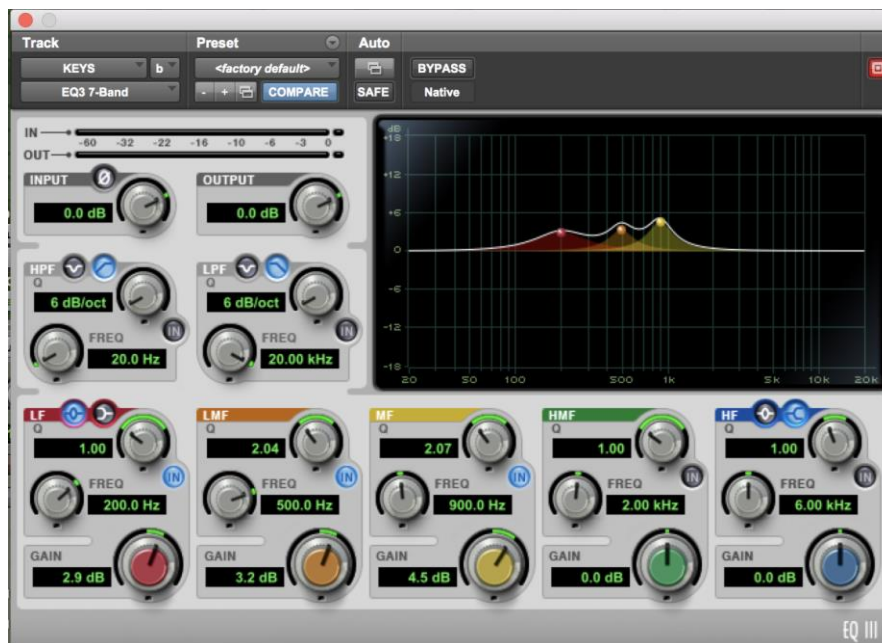 Track Preset Auto
KEYS b <factory default> BYPASS
EQ3 7-Band - + COMPARE SAFE Native
IN
-60 -32 -22 -16 -10 -6 -3 0
OUT
INPUT Ø OUTPUT
0.0 dB 0.0 dB
HPF LPF
Q Q
6 dB/oct 6 dB/oct
IN IN
FREQ FREQ
20.0 Hz 20.00 kHz
dB
+18
+12
+6
0
-6
-12
-18
20 50 100 500 1k 5k 10k 20k
LF LMF MF HMF HF
Q Q Q Q Q
1.00 2.04 2.07 1.00 1.00
IN IN IN IN IN
FREQ FREQ FREQ FREQ FREQ
200.0 Hz 500.0 Hz 900.0 Hz 2.00 kHz 6.00 kHz
GAIN GAIN GAIN GAIN GAIN
2.9 dB 3.2 dB 4.5 dB 0.0 dB 0.0 dB
EQ III